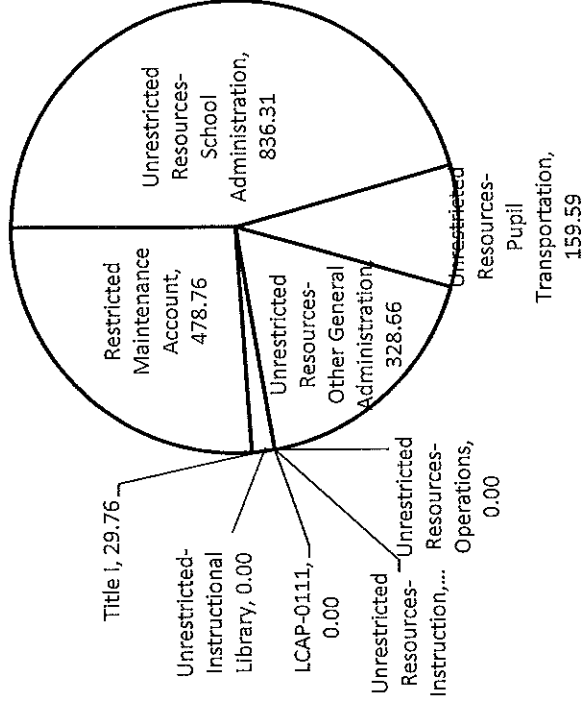 Unrestricted
Resources-
School
Administration,
836.31
Unrestricted
Resources-
Pupil
Transportation,
159.59
Unrestricted
Resources-
Other General
Administration,
328.66
Unrestricted
Resources-
Operations,
0.00
Unrestricted
Resources-
Instruction,...
LCAP-0111,
0.00
Unrestricted-
Instructional
Library, 0.00
Title I, 29.76
Restricted
Maintenance
Account,
478.76